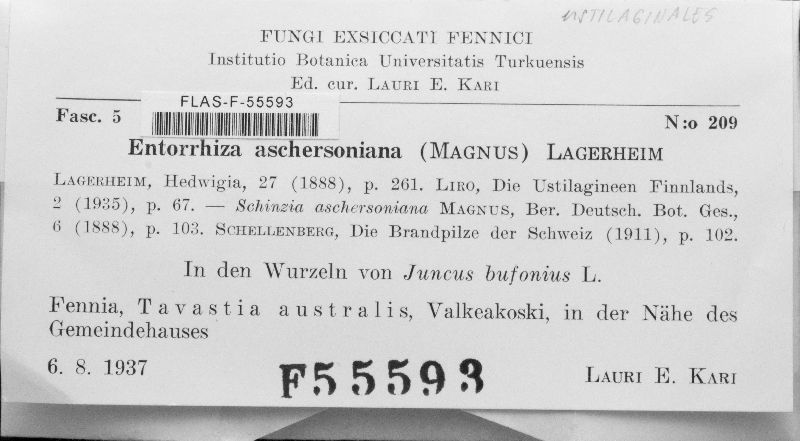 USTILAGINALES
FUNGI EXSICCATI FENNICI
Institutio Botanica Universitatis Turkuensis
Ed. cur. LAURI E. KARI
FLAS-F-55593
Fasc. 5 N:o 209
Entorrhiza aschersoniana (MAGNUS) LAGERHEIM
LAGERHEIM, Hedwigia, 27 (1888), p. 261. LIRO, Die Ustilagineen Finnlands,
2 (1935), p. 67. — Schinzia aschersoniana MAGNUS, Ber. Deutsch. Bot. Ges.,
6 (1888), p. 103. SCHELLENBERG, Die Brandpilze der Schweiz (1911), p. 102.
In den Wurzeln von Juncus bufonius L.
Fennia, Tavastia australis, Valkeakoski, in der Nähe des
Gemeindehauses
6. 8. 1937 F55593 LAURI E. KARI